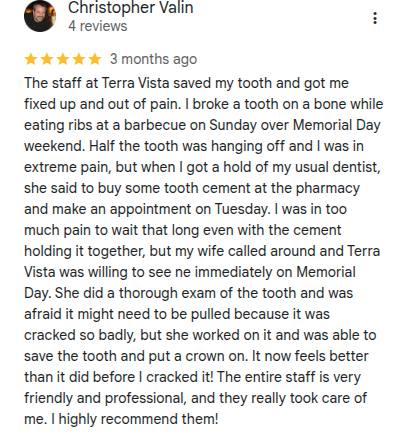 Christopher Valin
4 reviews
3 months ago
The staff at Terra Vista saved my tooth and got me
fixed up and out of pain. I broke a tooth on a bone while
eating ribs at a barbecue on Sunday over Memorial Day
weekend. Half the tooth was hanging off and I was in
extreme pain, but when I got a hold of my usual dentist,
she said to buy some tooth cement at the pharmacy
and make an appointment on Tuesday. I was in too
much pain to wait that long even with the cement
holding it together, but my wife called around and Terra
Vista was willing to see ne immediately on Memorial
Day. She did a thorough exam of the tooth and was
afraid it might need to be pulled because it was
cracked so badly, but she worked on it and was able to
save the tooth and put a crown on. It now feels better
than it did before I cracked it! The entire staff is very
friendly and professional, and they really took care of
me. I highly recommend them!